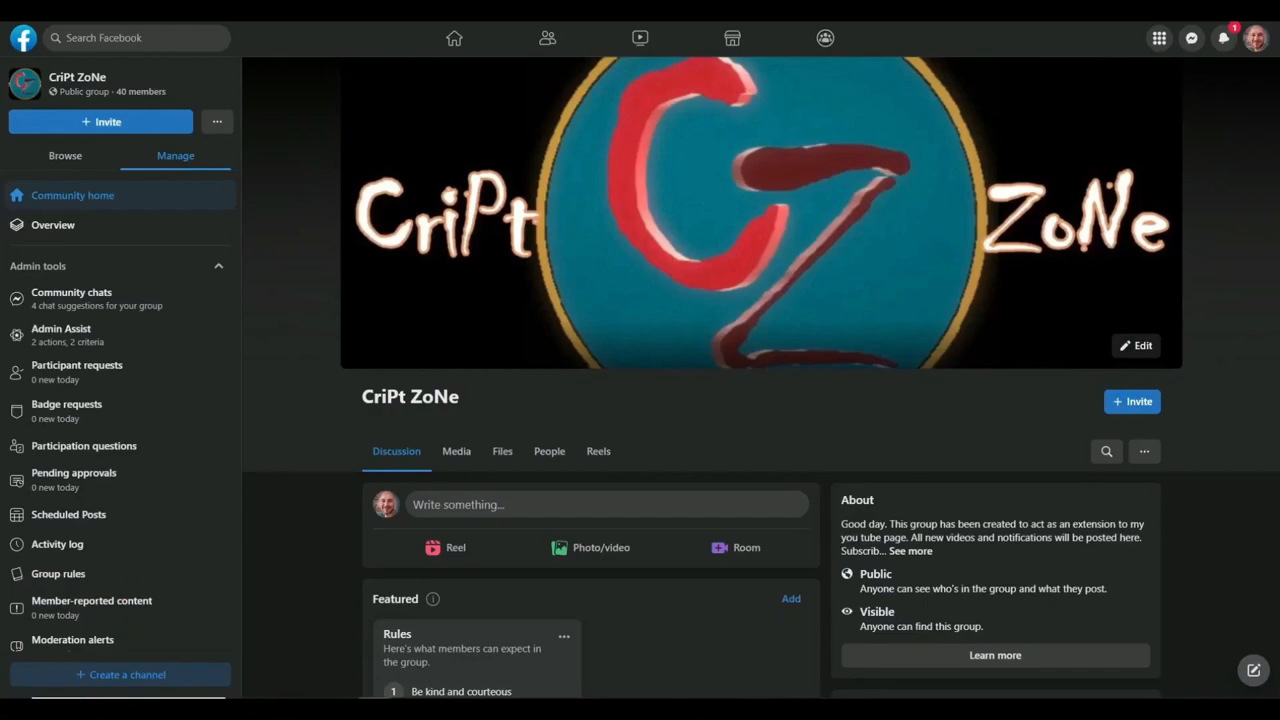 Search Facebook
1
CriPt ZoNe
Public group · 40 members
+ Invite
Browse
Manage
Community home
Overview
Admin tools
Community chats
4 chat suggestions for your group
Admin Assist
2 actions, 2 criteria
Participant requests
0 new today
Badge requests
0 new today
Participation questions
Pending approvals
0 new today
Scheduled Posts
Activity log
Group rules
Member-reported content
0 new today
Moderation alerts
+ Create a channel
CriPt
CZ
ZoNe
Edit
CriPt ZoNe
+ Invite
Discussion
Media
Files
People
Reels
Write something...
Reel
Photo/video
Room
Featured
Add
Rules
Here's what members can expect in
the group.
1 Be kind and courteous
About
Good day. This group has been created to act as an extension to my
you tube page. All new videos and notifications will be posted here.
Subscrib... See more
Public
Anyone can see who's in the group and what they post.
Visible
Anyone can find this group.
Learn more